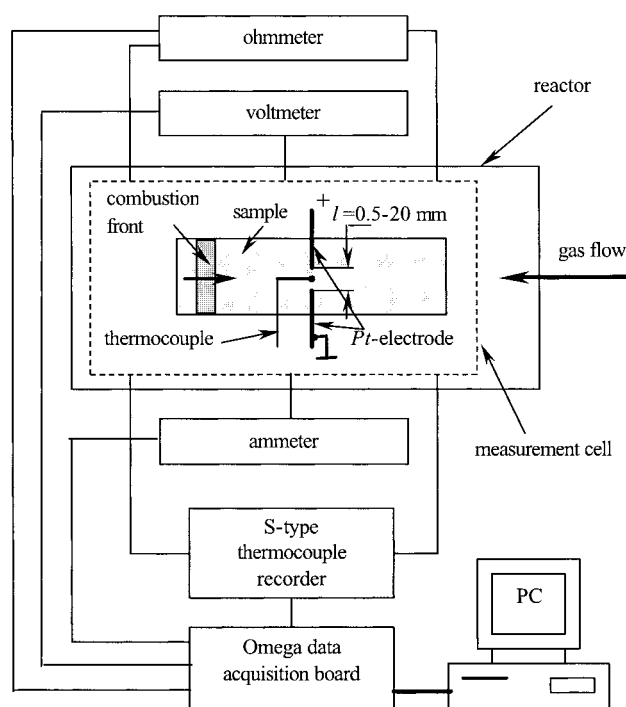 ohmmeter
voltmeter
reactor
combustion
front
sample
+
l=0.5-20 mm
gas flow
thermocouple
Pt-electrode
ammeter
measurement cell
S-type
thermocouple
recorder
PC
Omega data
acquisition board